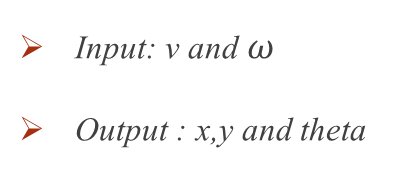 Input: v and ω
Output : x,y and theta